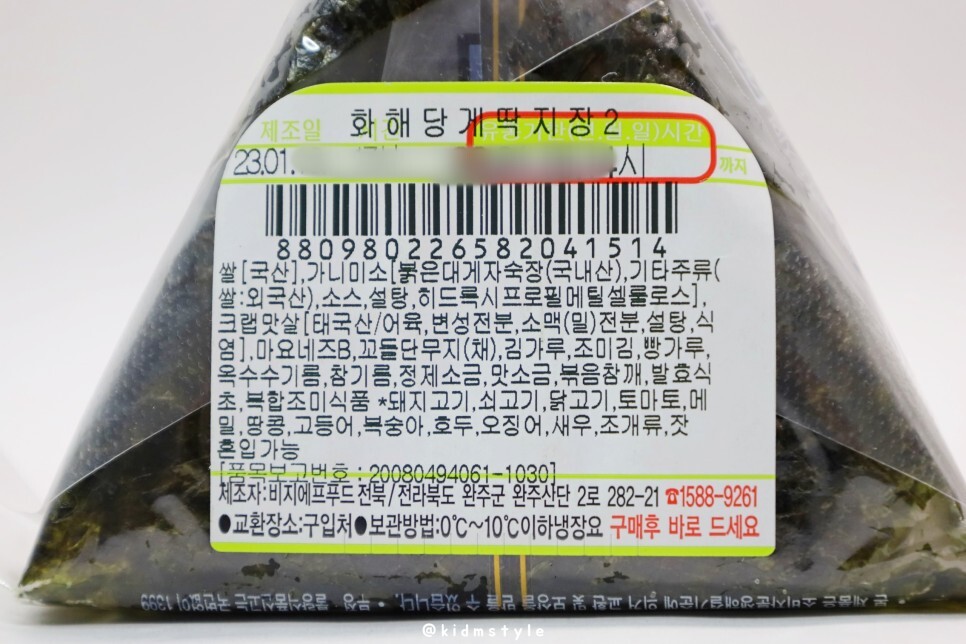 화해당게딱지장2
제조일 시간)시간
23.01. 시 까지
8809802265820415​14
쌀[국산],가니미소[붉은대게자숙장(국내산),기타주류(
쌀:외국산),소스,설탕,히드록시프로필메틸셀룰로스],
크랩맛살[태국산/어육,변성전분,소맥(밀)전분,설탕,식
염],마요네즈B,꼬들단무지(채),김가루,조미김,빵가루,
옥수수기름,참기름,정제소금,맛소금,볶음참깨,발효식
초,복합조미식품 *돼지고기,쇠고기,닭고기,토마토,메
밀,땅콩,고등어,복숭아,호두,오징어,새우,조개류,잣
혼입가능
[품목보고번호 : 20080494061-1030]
제조자:비지에프푸드 전북/전라북도 완주군 완주산단 2로 282-21 ☎1588-9261
●교환장소:구입처●보관방법:0℃~10℃이하냉장요 구매후 바로 드세요
@kidmstyle